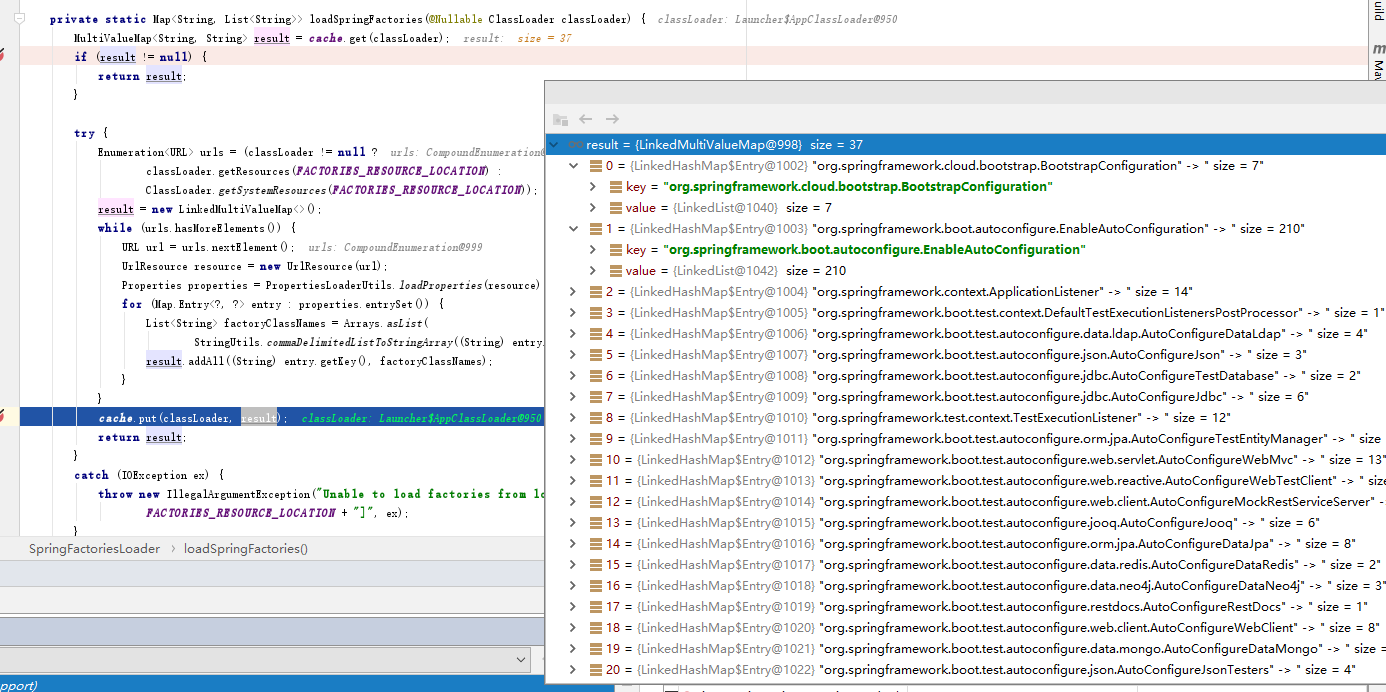 private static Map<String, List<String>> loadSpringFactories(@Nullable ClassLoader classLoader) {  classLoader: Launcher$AppClassLoader@950
MultiValueMap<String, String> result = cache.get(classLoader);  result:  size = 37
if (result != null) {
return result;
}
try {
Enumeration<URL> urls = (classLoader != null ?  urls: CompoundEnumeration@
classLoader.getResources(FACTORIES_RESOURCE_LOCATION) :
ClassLoader.getSystemResources(FACTORIES_RESOURCE_LOCATION));
result = new LinkedMultiValueMap<>();
while (urls.hasMoreElements()) {
URL url = urls.nextElement();  urls: CompoundEnumeration@999
UrlResource resource = new UrlResource(url);
Properties properties = PropertiesLoaderUtils.loadProperties(resource)
for (Map.Entry<?, ?> entry : properties.entrySet()) {
List<String> factoryClassNames = Arrays.asList(
StringUtils.commaDelimitedListToStringArray((String) entry.
result.addAll((String) entry.getKey(), factoryClassNames);
}
}
cache.put(classLoader, result);  classLoader: Launcher$AppClassLoader@950
return result;
}
catch (IOException ex) {
throw new IllegalArgumentException("Unable to load factories from lo
FACTORIES_RESOURCE_LOCATION + "]", ex);
}
SpringFactoriesLoader › loadSpringFactories()
pport)
result = {LinkedMultiValueMap@998}  size = 37
0 = {LinkedHashMap$Entry@1002} "org.springframework.cloud.bootstrap.BootstrapConfiguration" -> " size = 7"
key = "org.springframework.cloud.bootstrap.BootstrapConfiguration"
value = {LinkedList@1040}  size = 7
1 = {LinkedHashMap$Entry@1003} "org.springframework.boot.autoconfigure.EnableAutoConfiguration" -> " size = 210"
key = "org.springframework.boot.autoconfigure.EnableAutoConfiguration"
value = {LinkedList@1042}  size = 210
2 = {LinkedHashMap$Entry@1004} "org.springframework.context.ApplicationListener" -> " size = 14"
3 = {LinkedHashMap$Entry@1005} "org.springframework.boot.test.context.DefaultTestExecutionListenersPostProcessor" -> " size = 1"
4 = {LinkedHashMap$Entry@1006} "org.springframework.boot.test.autoconfigure.data.ldap.AutoConfigureDataLdap" -> " size = 4"
5 = {LinkedHashMap$Entry@1007} "org.springframework.boot.test.autoconfigure.json.AutoConfigureJson" -> " size = 3"
6 = {LinkedHashMap$Entry@1008} "org.springframework.boot.test.autoconfigure.jdbc.AutoConfigureTestDatabase" -> " size = 2"
7 = {LinkedHashMap$Entry@1009} "org.springframework.boot.test.autoconfigure.jdbc.AutoConfigureJdbc" -> " size = 6"
8 = {LinkedHashMap$Entry@1010} "org.springframework.test.context.TestExecutionListener" -> " size = 12"
9 = {LinkedHashMap$Entry@1011} "org.springframework.boot.test.autoconfigure.orm.jpa.AutoConfigureTestEntityManager" -> " size
10 = {LinkedHashMap$Entry@1012} "org.springframework.boot.test.autoconfigure.web.servlet.AutoConfigureWebMvc" -> " size = 13"
11 = {LinkedHashMap$Entry@1013} "org.springframework.boot.test.autoconfigure.web.reactive.AutoConfigureWebTestClient" -> " size
12 = {LinkedHashMap$Entry@1014} "org.springframework.boot.test.autoconfigure.web.client.AutoConfigureMockRestServiceServer" -
13 = {LinkedHashMap$Entry@1015} "org.springframework.boot.test.autoconfigure.jooq.AutoConfigureJooq" -> " size = 6"
14 = {LinkedHashMap$Entry@1016} "org.springframework.boot.test.autoconfigure.orm.jpa.AutoConfigureDataJpa" -> " size = 8"
15 = {LinkedHashMap$Entry@1017} "org.springframework.boot.test.autoconfigure.data.redis.AutoConfigureDataRedis" -> " size = 2"
16 = {LinkedHashMap$Entry@1018} "org.springframework.boot.test.autoconfigure.data.neo4j.AutoConfigureDataNeo4j" -> " size = 3"
17 = {LinkedHashMap$Entry@1019} "org.springframework.boot.test.autoconfigure.restdocs.AutoConfigureRestDocs" -> " size = 1"
18 = {LinkedHashMap$Entry@1020} "org.springframework.boot.test.autoconfigure.web.client.AutoConfigureWebClient" -> " size = 8"
19 = {LinkedHashMap$Entry@1021} "org.springframework.boot.test.autoconfigure.data.mongo.AutoConfigureDataMongo" -> " size =
20 = {LinkedHashMap$Entry@1022} "org.springframework.boot.test.autoconfigure.json.AutoConfigureJsonTesters" -> " size = 4"